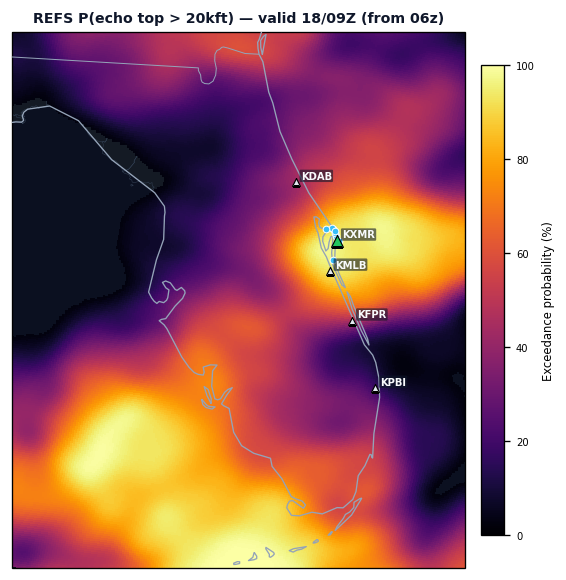 REFS P(echo top > 20kft) — valid 18/09Z (from 06z)
KDAB
KXMR
KMLB
KFPR
KPBI
100
80
60
40
20
0
Exceedance probability (%)